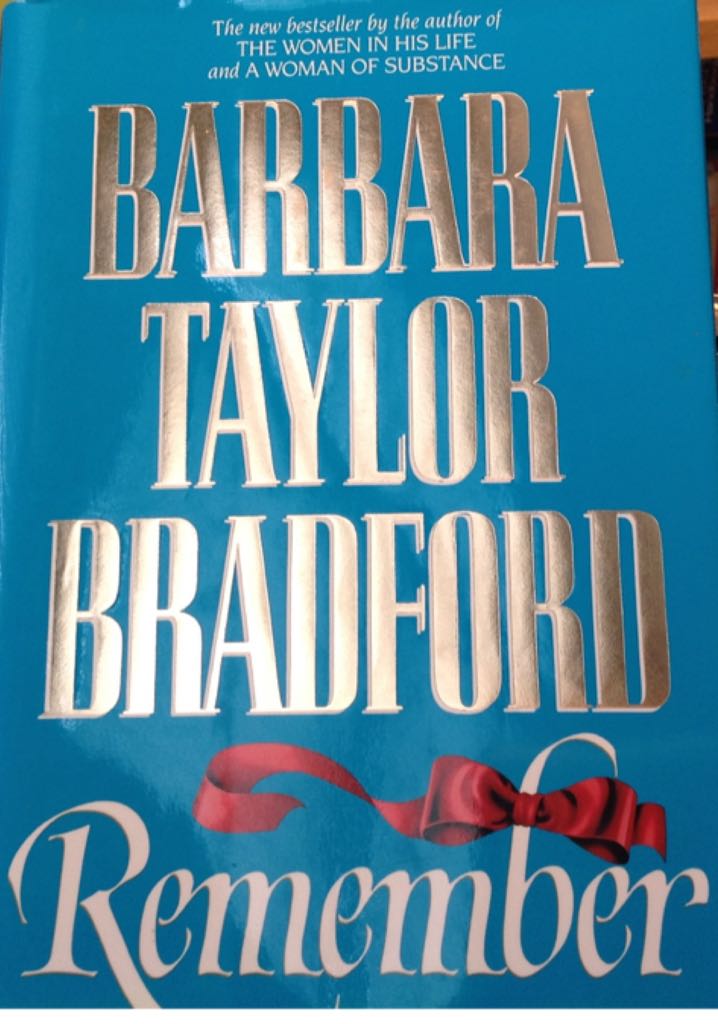 The new bestseller by the author of
THE WOMEN IN HIS LIFE
and A WOMAN OF SUBSTANCE
BARBARA
TAYLOR
BRADFORD
Remember